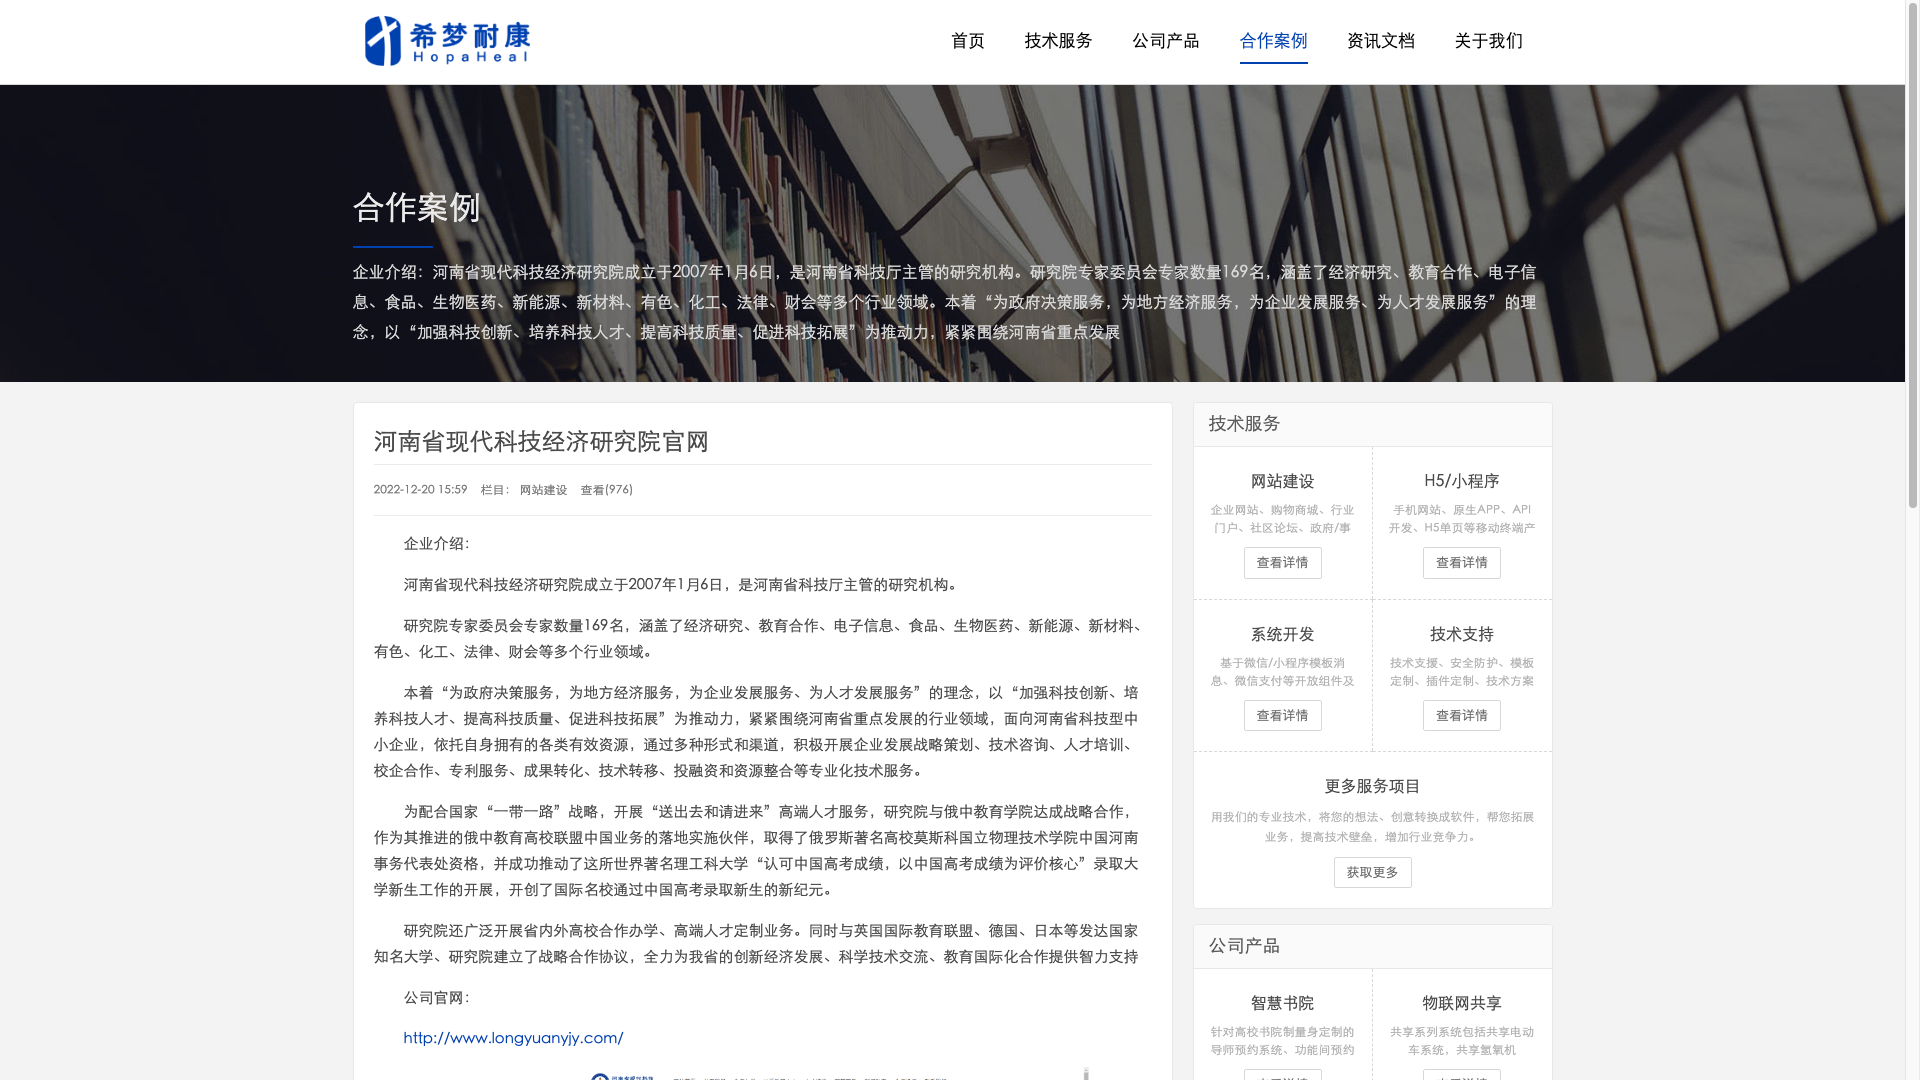 希梦耐康
HopaHeal
首页 技术服务 公司产品 合作案例 资讯文档 关于我们
合作案例
企业介绍：河南省现代科技经济研究院成立于2007年1月6日，是河南省科技厅主管的研究机构。研究院专家委员会专家数量169名，涵盖了经济研究、教育合作、电子信
息、食品、生物医药、新能源、新材料、有色、化工、法律、财会等多个行业领域。本着“为政府决策服务，为地方经济服务，为企业发展服务、为人才发展服务”的理
念，以“加强科技创新、培养科技人才、提高科技质量、促进科技拓展”为推动力，紧紧围绕河南省重点发展
河南省现代科技经济研究院官网
2022-12-20 15:59 栏目： 网站建设 查看(976)
企业介绍：
河南省现代科技经济研究院成立于2007年1月6日，是河南省科技厅主管的研究机构。
研究院专家委员会专家数量169名，涵盖了经济研究、教育合作、电子信息、食品、生物医药、新能源、新材料、
有色、化工、法律、财会等多个行业领域。
本着“为政府决策服务，为地方经济服务，为企业发展服务、为人才发展服务”的理念，以“加强科技创新、培
养科技人才、提高科技质量、促进科技拓展”为推动力，紧紧围绕河南省重点发展的行业领域，面向河南省科技型中
小企业，依托自身拥有的各类有效资源，通过多种形式和渠道，积极开展企业发展战略策划、技术咨询、人才培训、
校企合作、专利服务、成果转化、技术转移、投融资和资源整合等专业化技术服务。
为配合国家“一带一路”战略，开展“送出去和请进来”高端人才服务，研究院与俄中教育学院达成战略合作，
作为其推进的俄中教育高校联盟中国业务的落地实施伙伴，取得了俄罗斯著名高校莫斯科国立物理技术学院中国河南
事务代表处资格，并成功推动了这所世界著名理工科大学“认可中国高考成绩，以中国高考成绩为评价核心”录取大
学新生工作的开展，开创了国际名校通过中国高考录取新生的新纪元。
研究院还广泛开展省内外高校合作办学、高端人才定制业务。同时与英国国际教育联盟、德国、日本等发达国家
知名大学、研究院建立了战略合作协议，全力为我省的创新经济发展、科学技术交流、教育国际化合作提供智力支持
公司官网：
http://www.longyuanyjy.com/
技术服务
网站建设
企业网站、购物商城、行业
门户、社区论坛、政府/事
查看详情
H5/小程序
手机网站、原生APP、API
开发、H5单页等移动终端产
查看详情
系统开发
基于微信/小程序模板消
息、微信支付等开放组件及
查看详情
技术支持
技术支援、安全防护、模板
定制、插件定制、技术方案
查看详情
更多服务项目
用我们的专业技术，将您的想法、创意转换成软件，帮您拓展
业务，提高技术壁垒，增加行业竞争力。
获取更多
公司产品
智慧书院
针对高校书院制量身定制的
导师预约系统、功能间预约
物联网共享
共享系列系统包括共享电动
车系统，共享氢氧机